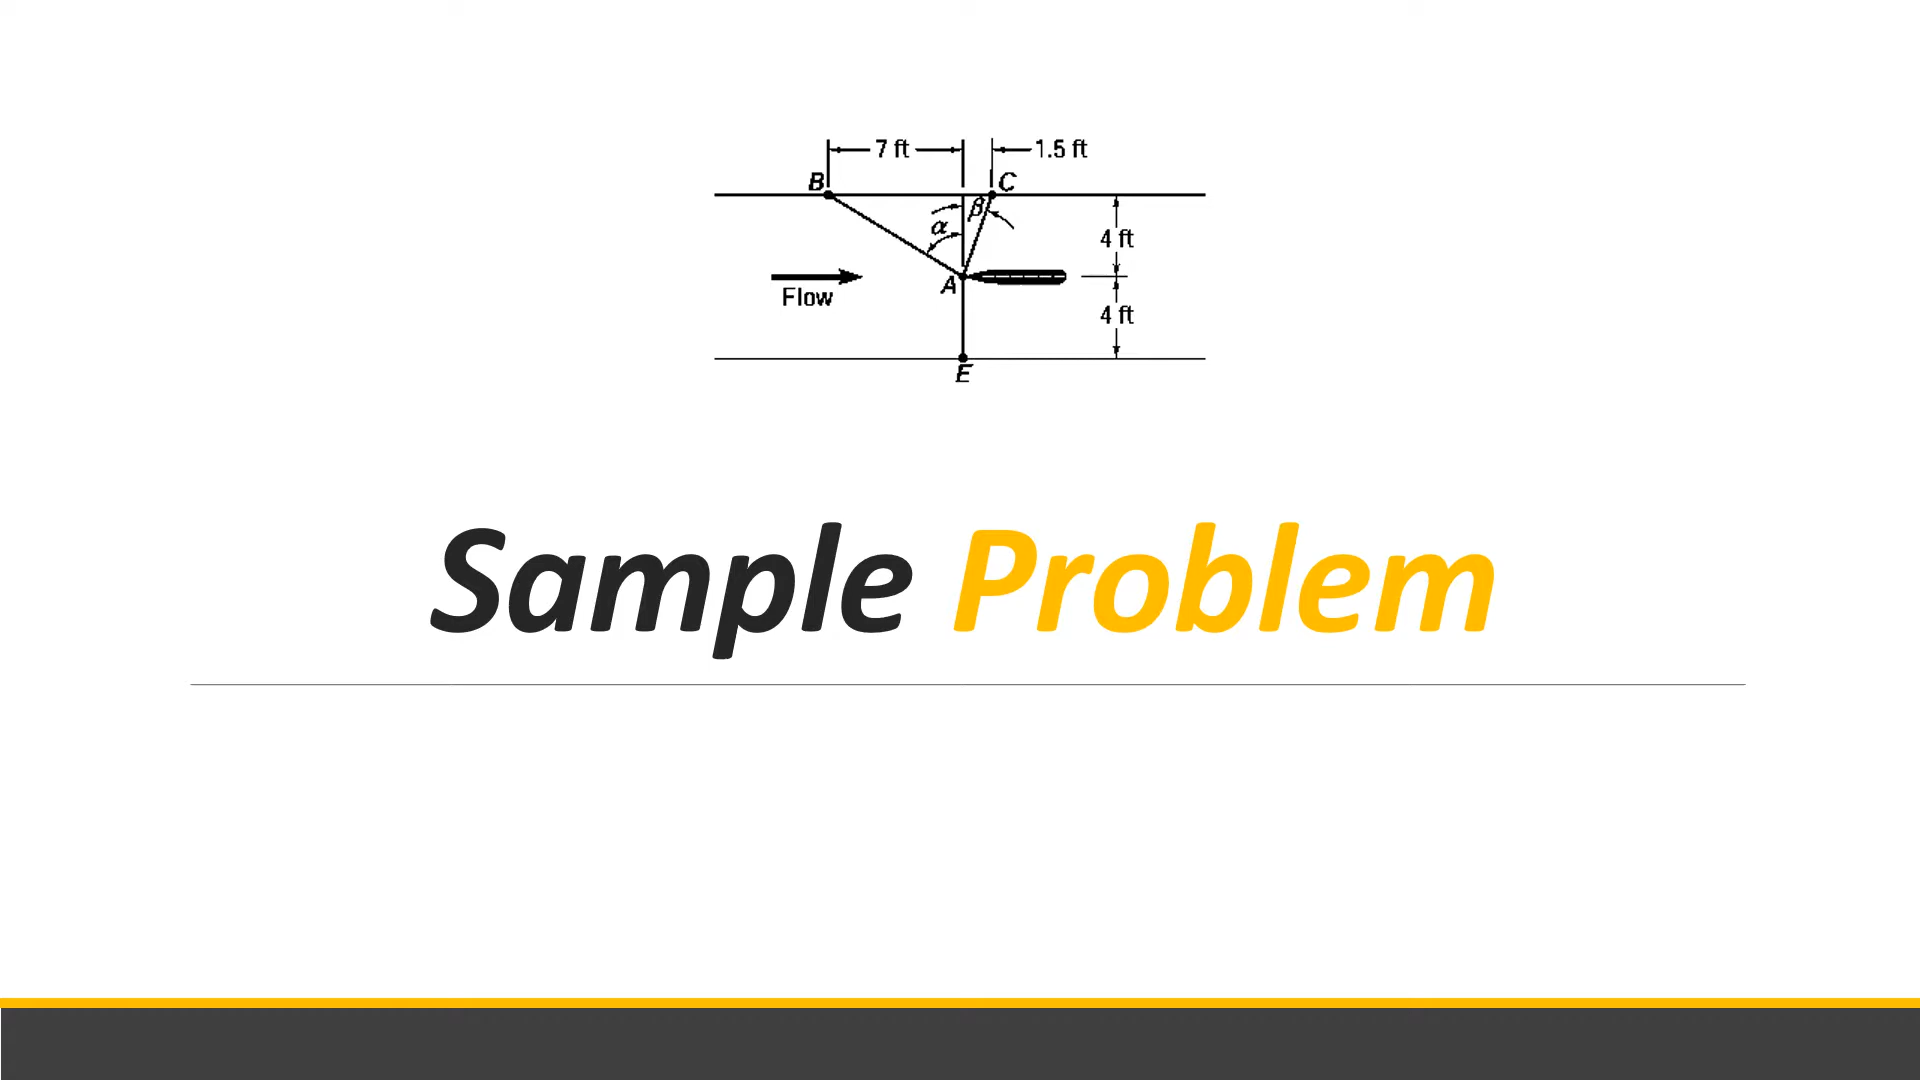 7 ft 1.5 ft
B C
β
α
4 ft
A
Flow
4 ft
E
Sample Problem